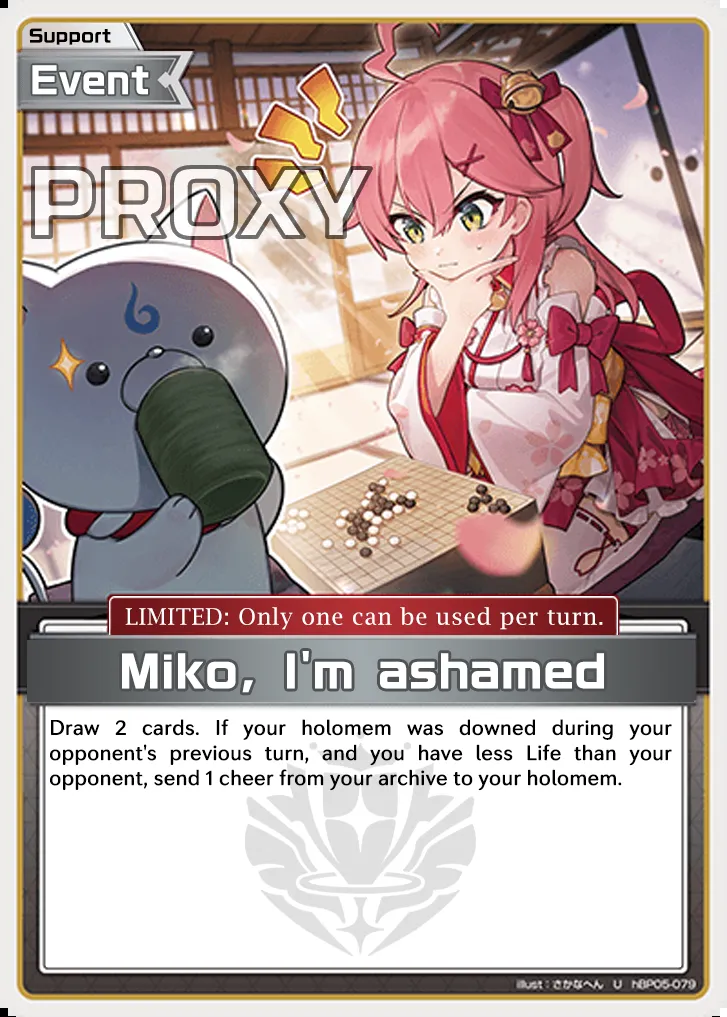 Support
Event
PROXY
LIMITED: Only one can be used per turn.
Miko, I'm ashamed
Draw 2 cards. If your holomem was downed during your
opponent's previous turn, and you have less Life than your
opponent, send 1 cheer from your archive to your holomem.
illust：さかなへん U hBP05-079